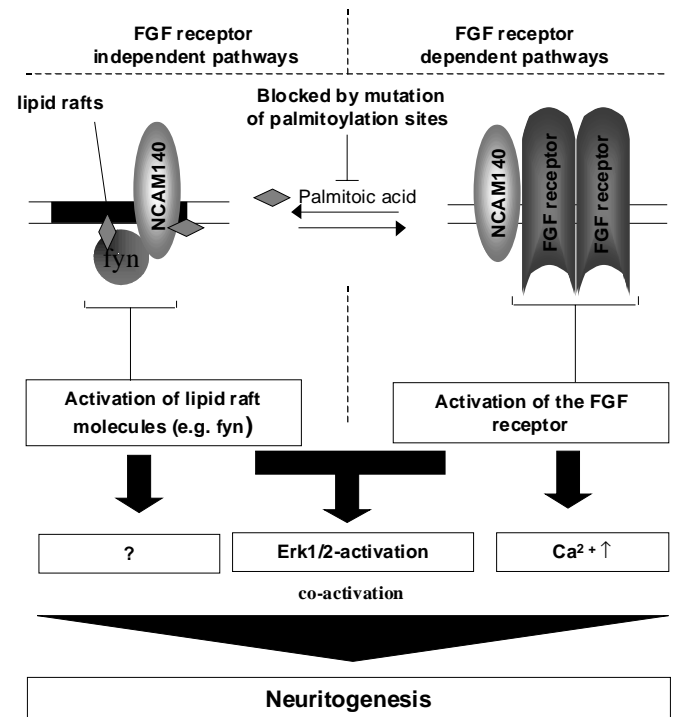 FGF receptor
independent pathways
FGF receptor
dependent pathways
lipid rafts
Blocked by mutation
of palmitoylation sites
NCAM140
fyn
Palmitoic acid
NCAM140
FGF receptor
FGF receptor
Activation of lipid raft
molecules (e.g. fyn)
Activation of the FGF
receptor
?
Erk1/2-activation
Ca²⁺ ↑
co-activation
Neuritogenesis